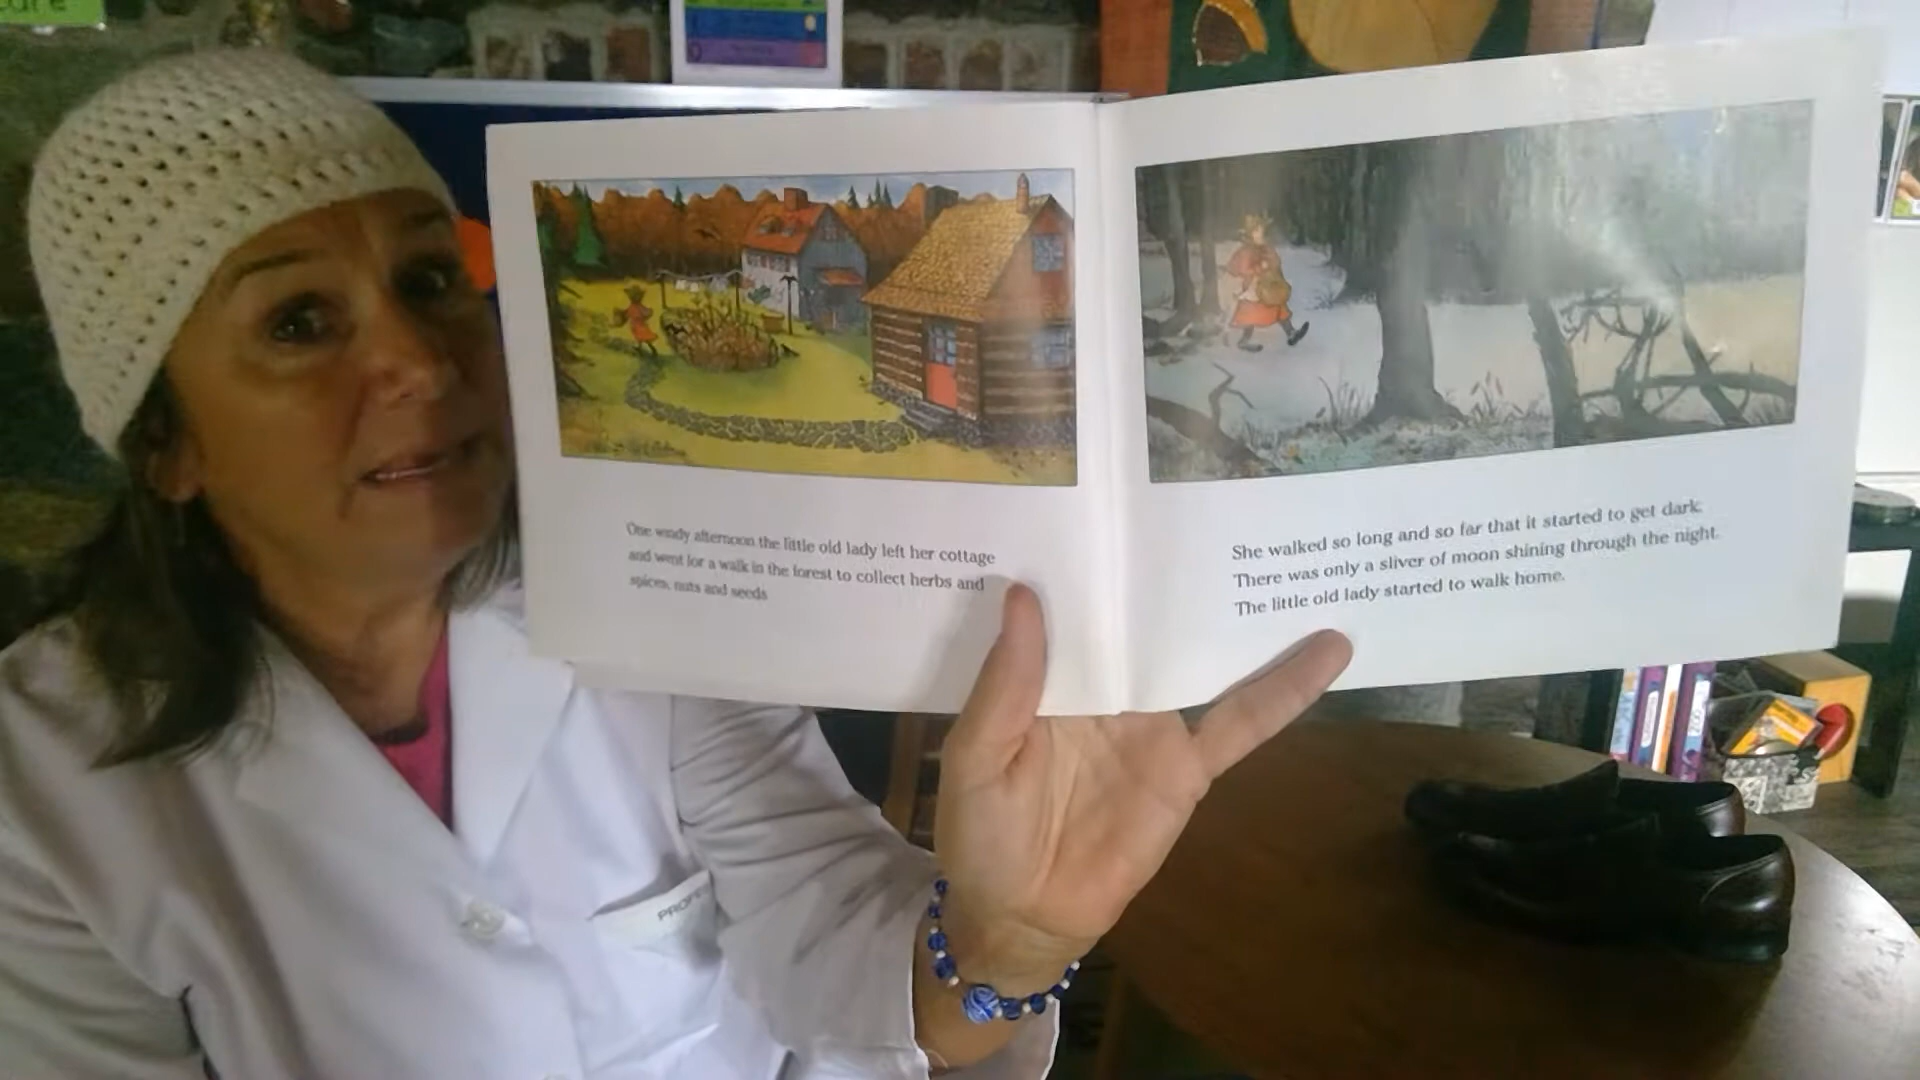 One windy afternoon the little old lady left her cottage
and went for a walk in the forest to collect herbs and
spices, nuts and seeds
She walked so long and so far that it started to get dark.
There was only a sliver of moon shining through the night.
The little old lady started to walk home.